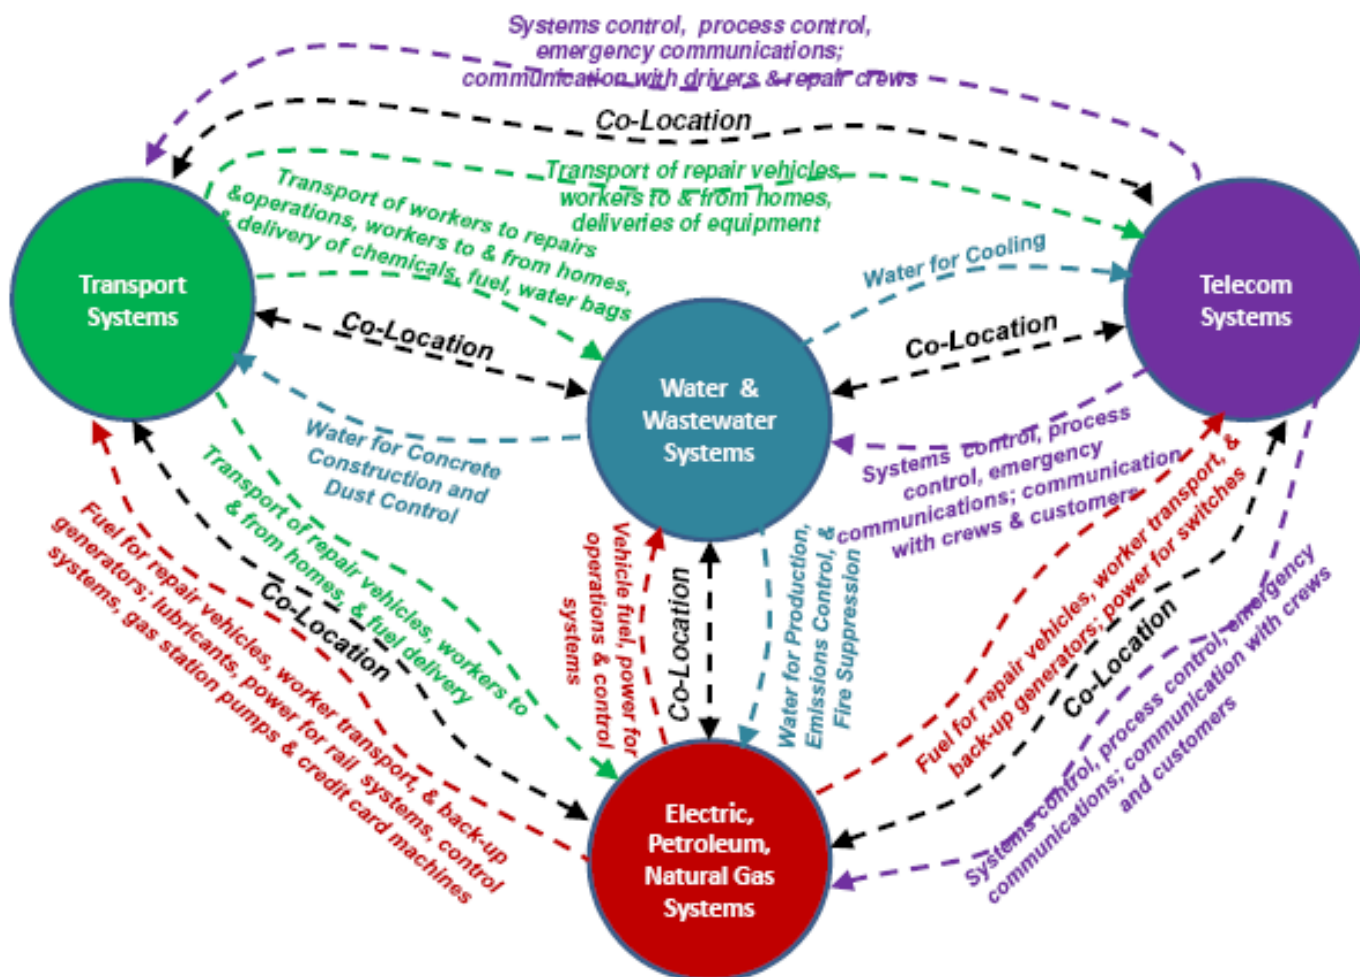 Systems control, process control,
emergency communications;
communication with drivers & repair crews
Co-Location
Transport of repair vehicles,
workers to & from homes,
deliveries of equipment
Transport of workers to repairs
&operations, workers to & from homes,
& delivery of chemicals, fuel, water bags
Water for Cooling
Transport
Systems
Telecom
Systems
Co-Location
Co-Location
Water &
Wastewater
Systems
Water for Concrete
Construction and
Dust Control
Systems control, process
control, emergency
communications; communication
with crews & customers
Transport of repair vehicles, workers to
& from homes, & fuel delivery
Co-Location
Fuel for repair vehicles, worker transport, & back-up
generators; lubricants, power for rail systems, control
systems, gas station pumps & credit card machines
Vehicle fuel, power for
operations & control
systems
Co-Location
Water for Production,
Emissions Control, &
Fire Suppression
Fuel for repair vehicles, worker transport, &
back-up generators; power for switches
Co-Location
Systems control, process control, emergency
communications; communication with crews
and customers
Electric,
Petroleum,
Natural Gas
Systems